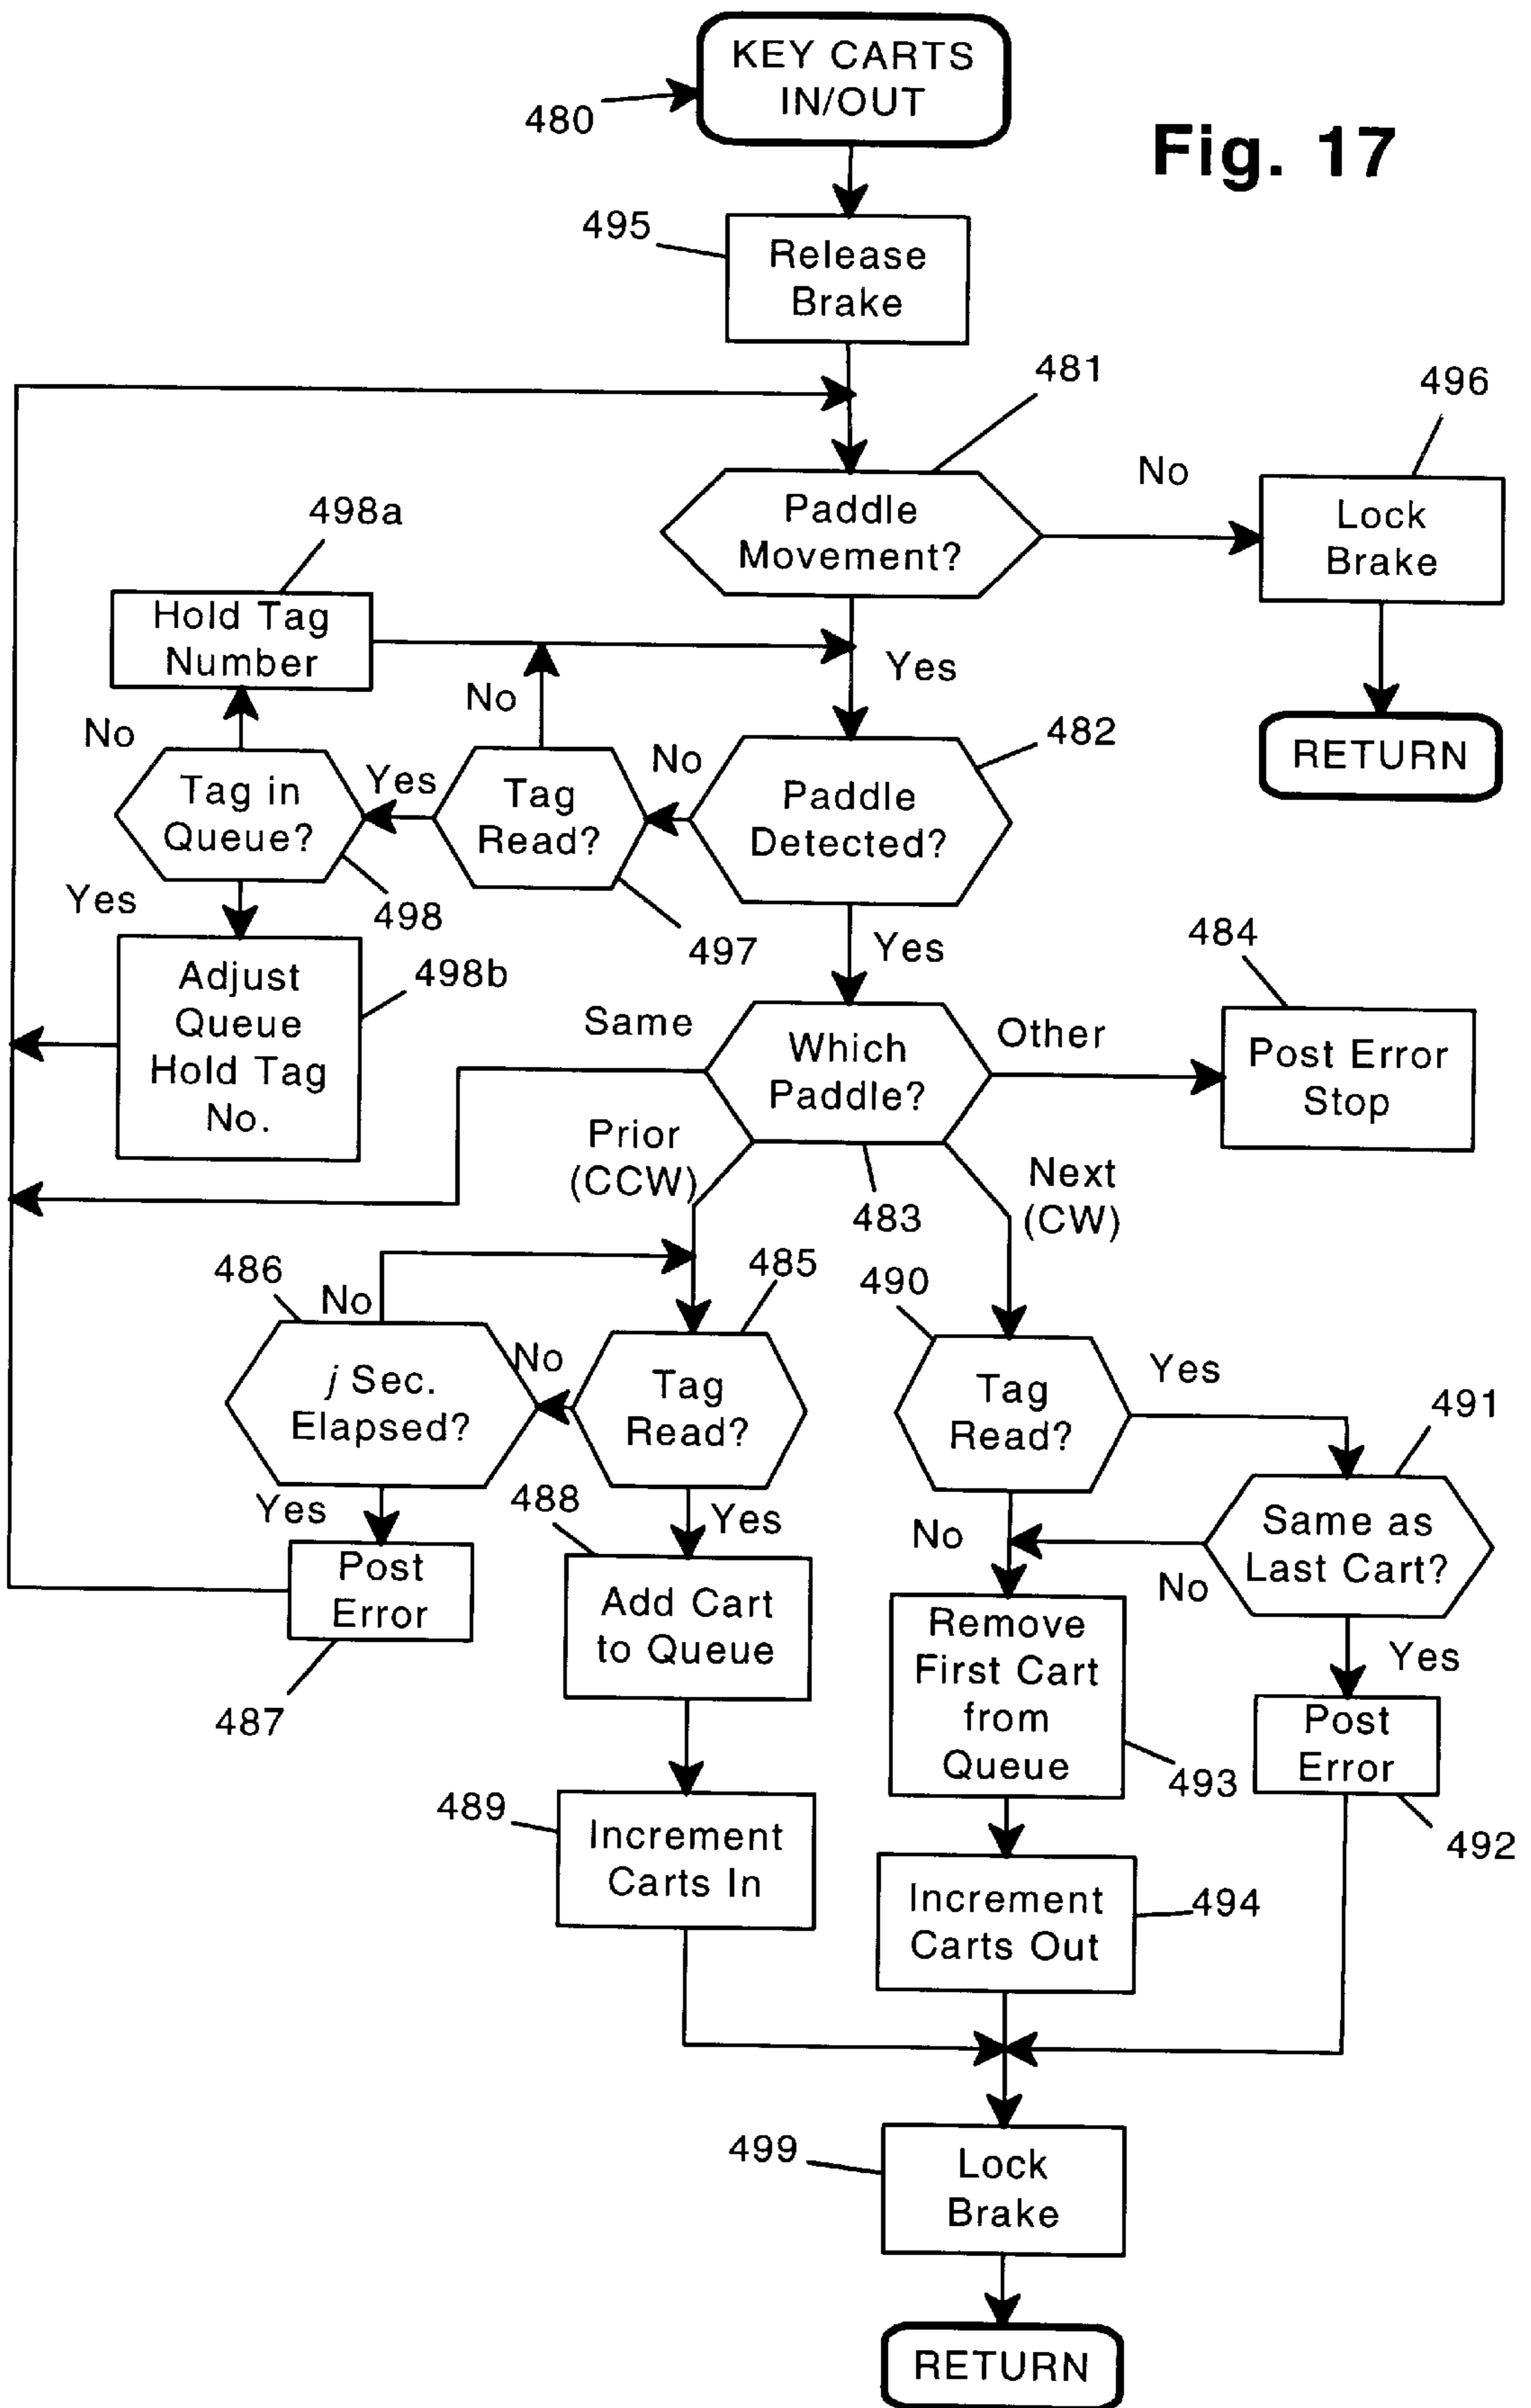 KEY CARTS
IN/OUT
480
Fig. 17
495
Release
Brake
481
496
Paddle
Movement?
No
Lock
Brake
498a
Hold Tag
Number
No
Yes
RETURN
No
482
Tag in
Queue?
Yes
Tag
Read?
No
Paddle
Detected?
Yes
498
497
Yes
484
Adjust
Queue
Hold Tag
No.
498b
Same
Which
Paddle?
Other
Post Error
Stop
Prior
(CCW)
483
Next
(CW)
486
No
485
490
j Sec.
Elapsed?
No
Tag
Read?
Tag
Read?
Yes
491
Same as
Last Cart?
Yes
488
Yes
No
No
Post
Error
487
Add Cart
to Queue
Remove
First Cart
from
Queue
493
Yes
Post
Error
492
489
Increment
Carts In
Increment
Carts Out
494
499
Lock
Brake
RETURN